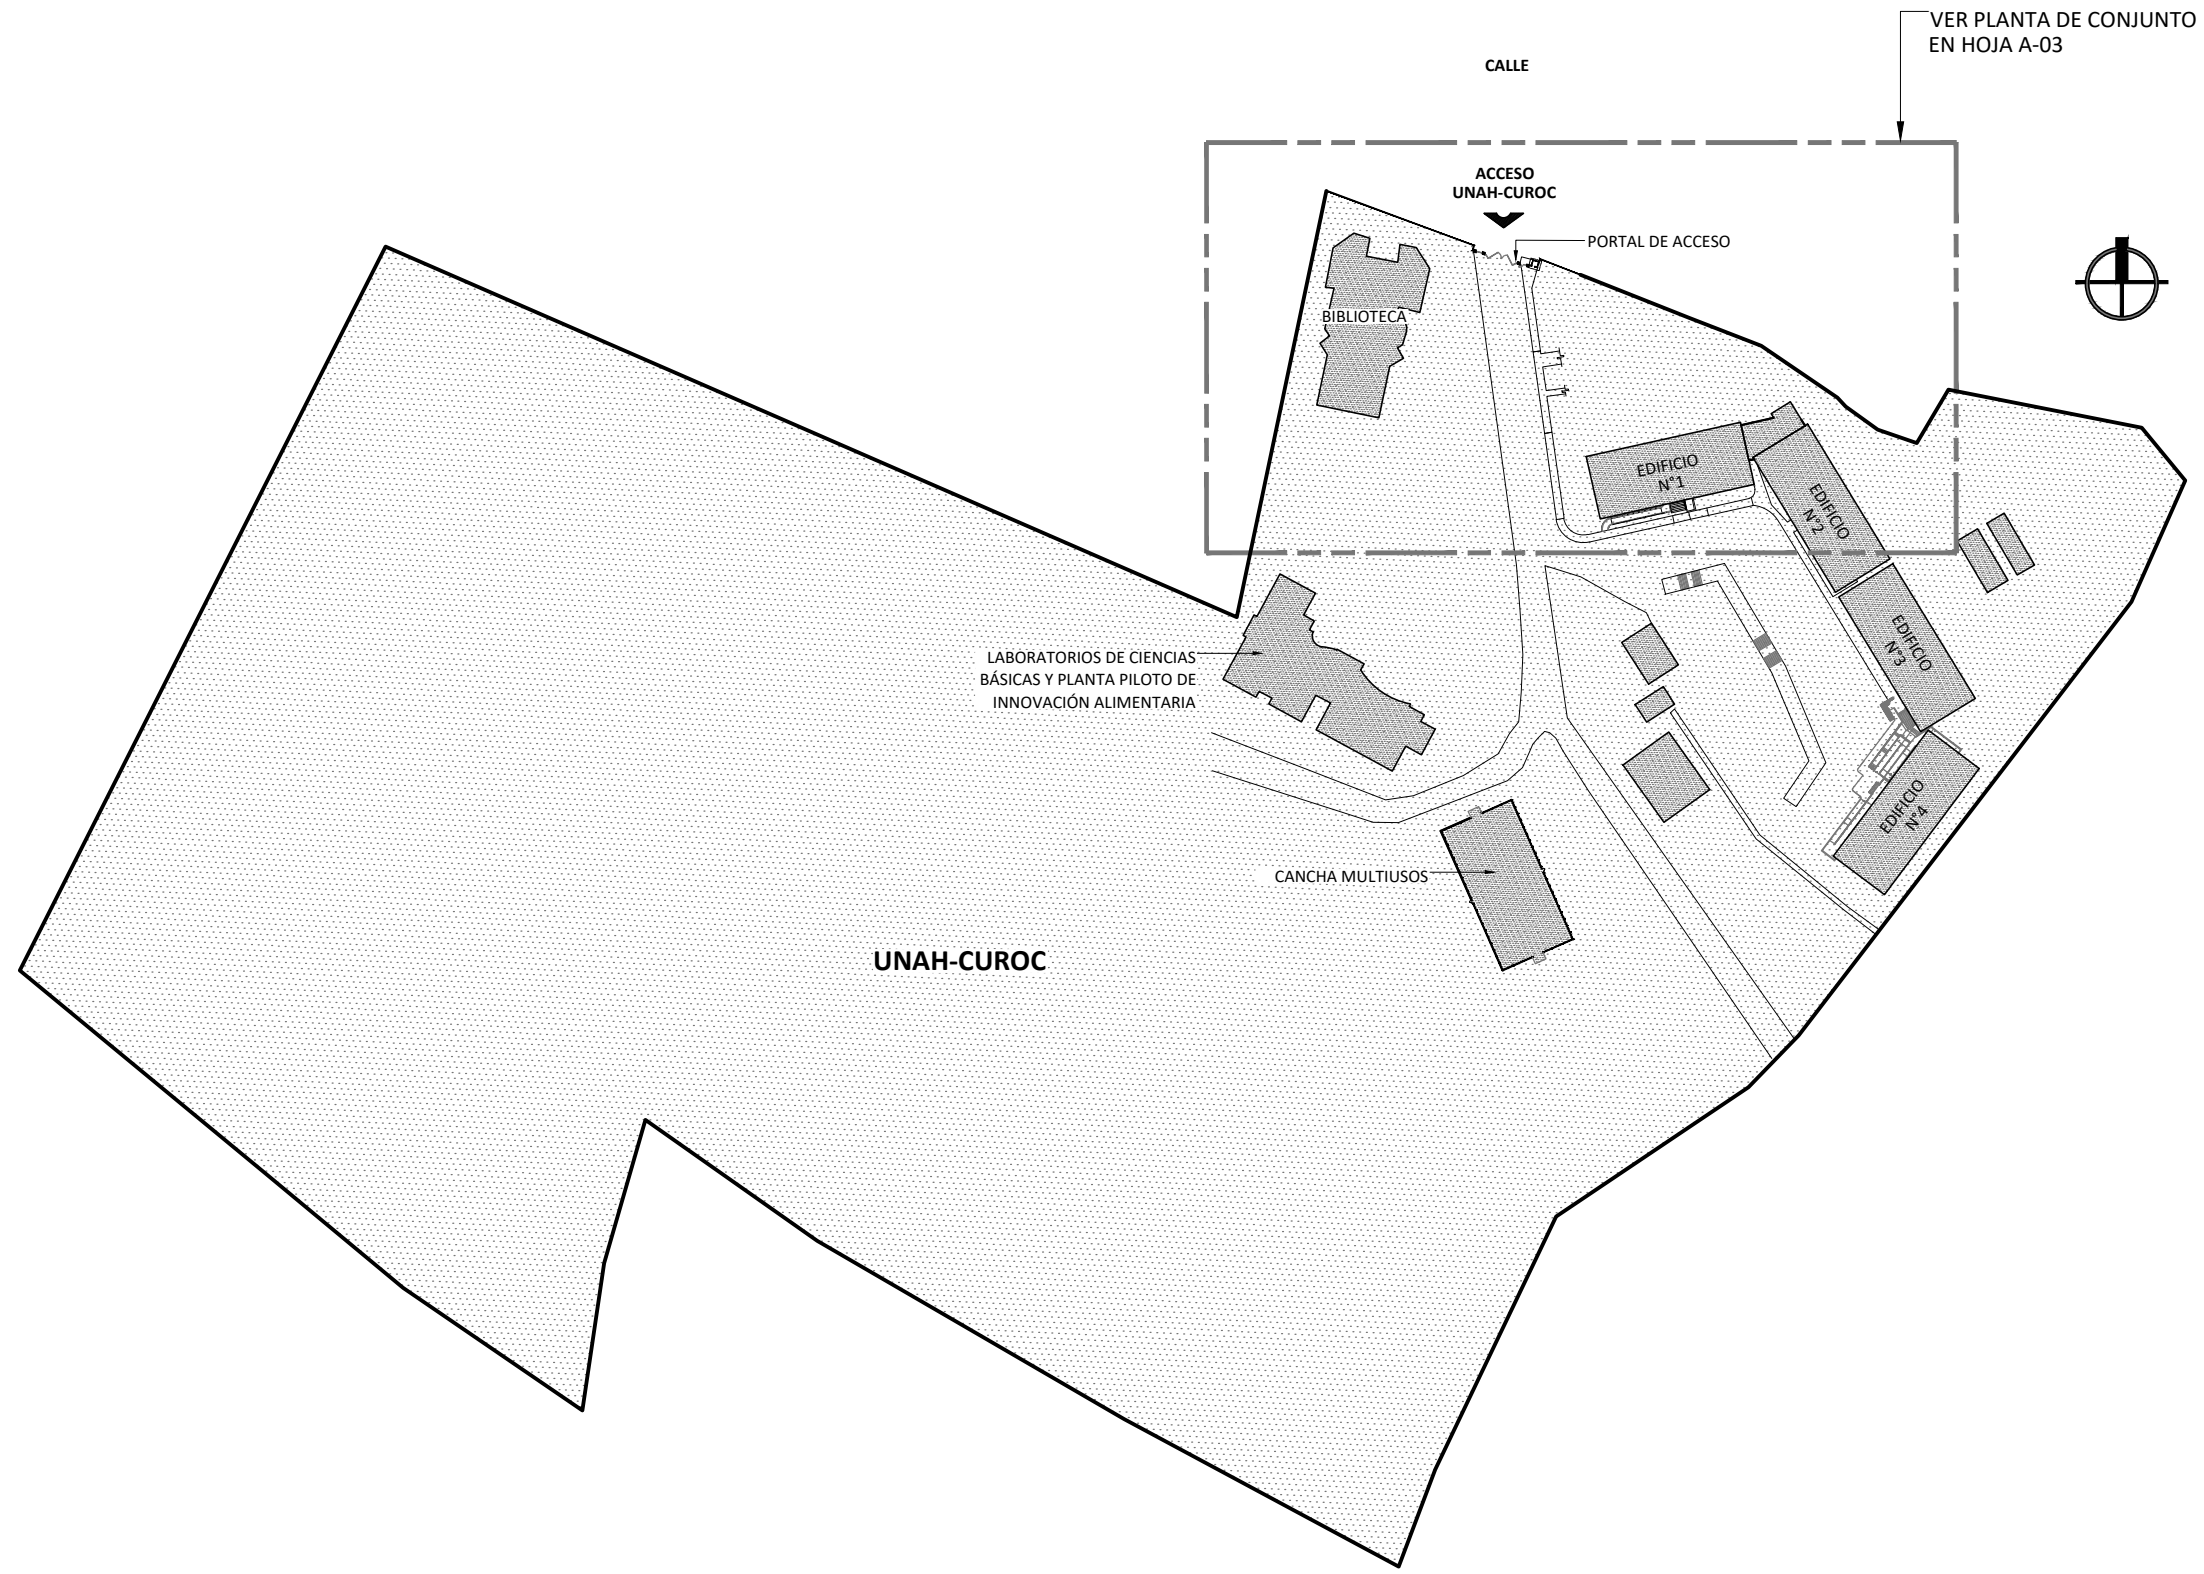 VER PLANTA DE CONJUNTO
EN HOJA A-03
CALLE
ACCESO
UNAH-CUROC
PORTAL DE ACCESO
BIBLIOTECA
EDIFICIO
N°1
EDIFICIO
N°2
EDIFICIO
N°3
LABORATORIOS DE CIENCIAS
BÁSICAS Y PLANTA PILOTO DE
INNOVACIÓN ALIMENTARIA
EDIFICIO
N°4
CANCHA MULTIUSOS
UNAH-CUROC